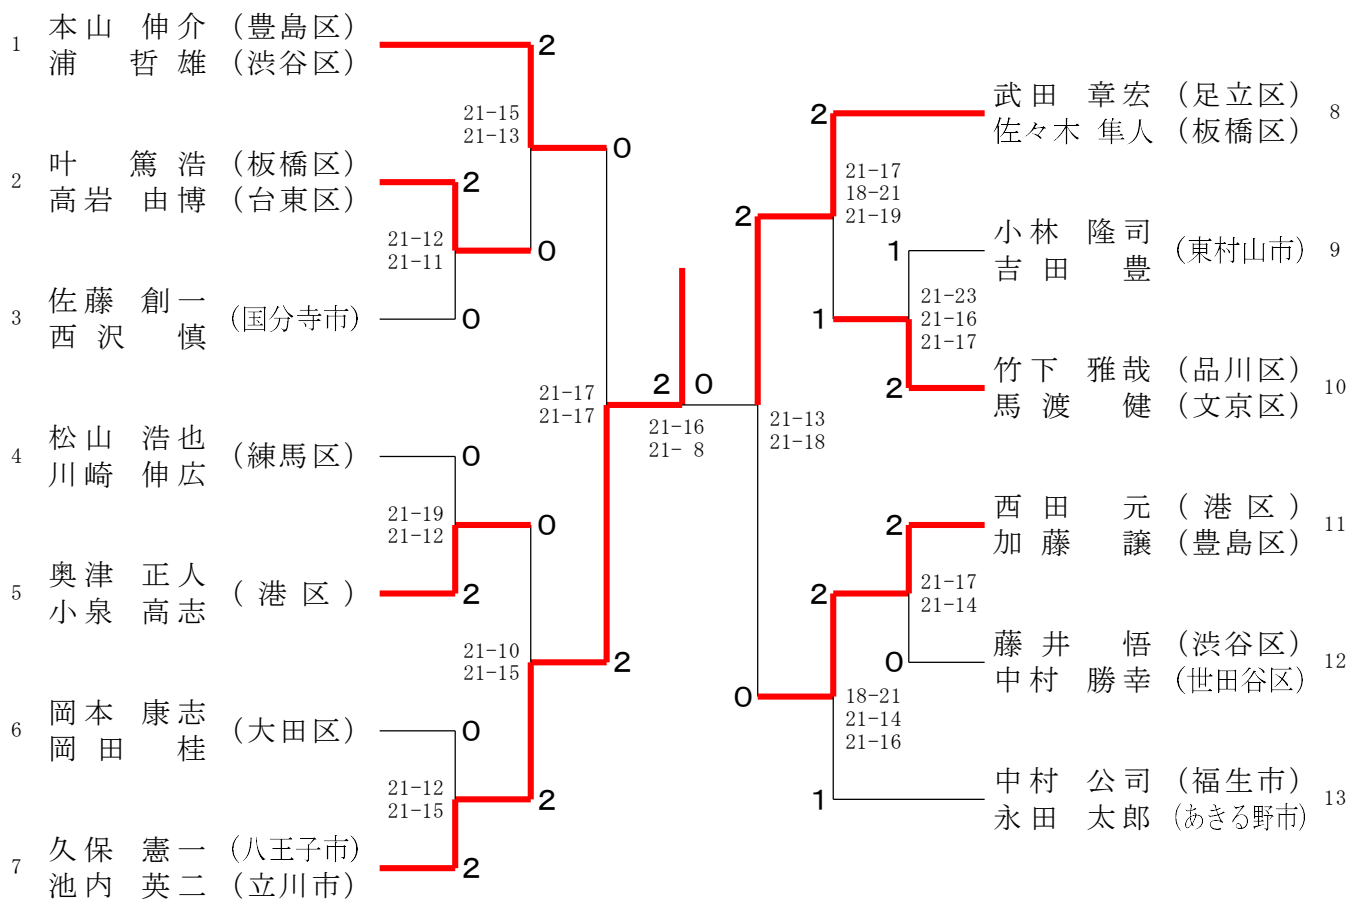 1 本山 伸介 (豊島区)
浦 哲雄 (渋谷区)
2
21-15
21-13
0
2 叶 篤浩 (板橋区)
高岩 由博 (台東区)
2
21-12
21-11
0
3 佐藤 創一 (国分寺市)
西沢 慎
0
4 松山 浩也 (練馬区)
川崎 伸広
0
21-17
21-17
21-19
21-12
0
5 奥津 正人 (港区)
小泉 高志
2
21-10
21-15
2
6 岡本 康志 (大田区)
岡田 桂
0
21-12
21-15
2
7 久保 憲一 (八王子市)
池内 英二 (立川市)
2
2 0
21-16
21- 8
武田 章宏 (足立区) 8
佐々木 隼人 (板橋区)
2
21-17
18-21
21-19
2
小林 隆司 (東村山市) 9
吉田 豊
1
21-23
21-16
21-17
1
竹下 雅哉 (品川区) 10
馬渡 健 (文京区)
2
21-13
21-18
西田 元 (港区) 11
加藤 譲 (豊島区)
2
21-17
21-14
2
藤井 悟 (渋谷区) 12
中村 勝幸 (世田谷区)
0
0
18-21
21-14
21-16
中村 公司 (福生市) 13
永田 太郎 (あきる野市)
1